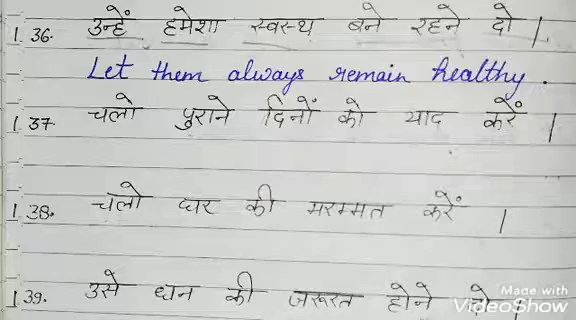 1.36. उन्हें हमेशा स्वस्थ बने रहने दो |
Let them always remain healthy.
1.37. चलो पुराने दिनों को याद करें |
1.38. चलो घर की मरम्मत करें |
1.39. उसे धन की जरूरत होने दो |
Made with
VideoShow